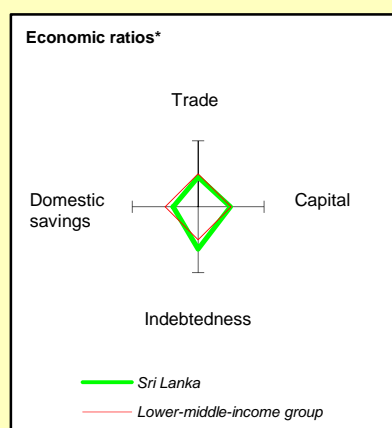 Economic ratios*
Trade
Domestic
savings
Capital
Indebtedness
Sri Lanka
Lower-middle-income group